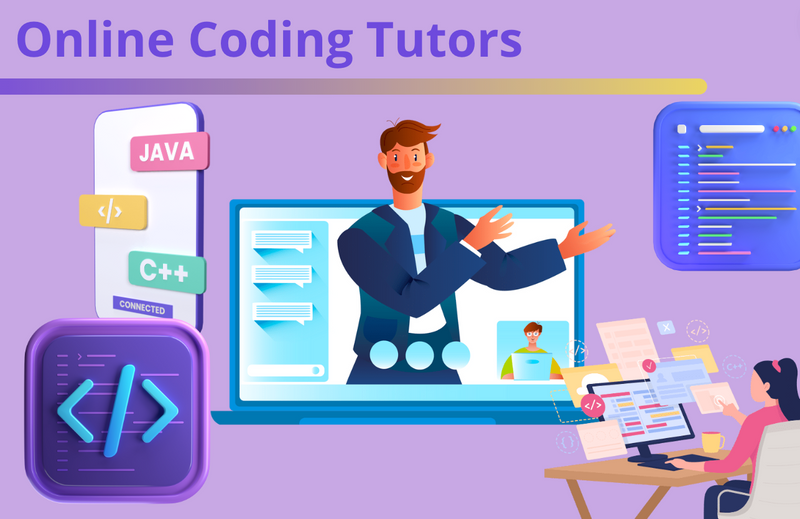 Online Coding Tutors
JAVA
</>
C++
CONNECTED
</>
X
</>
</>
C++
</>
{}